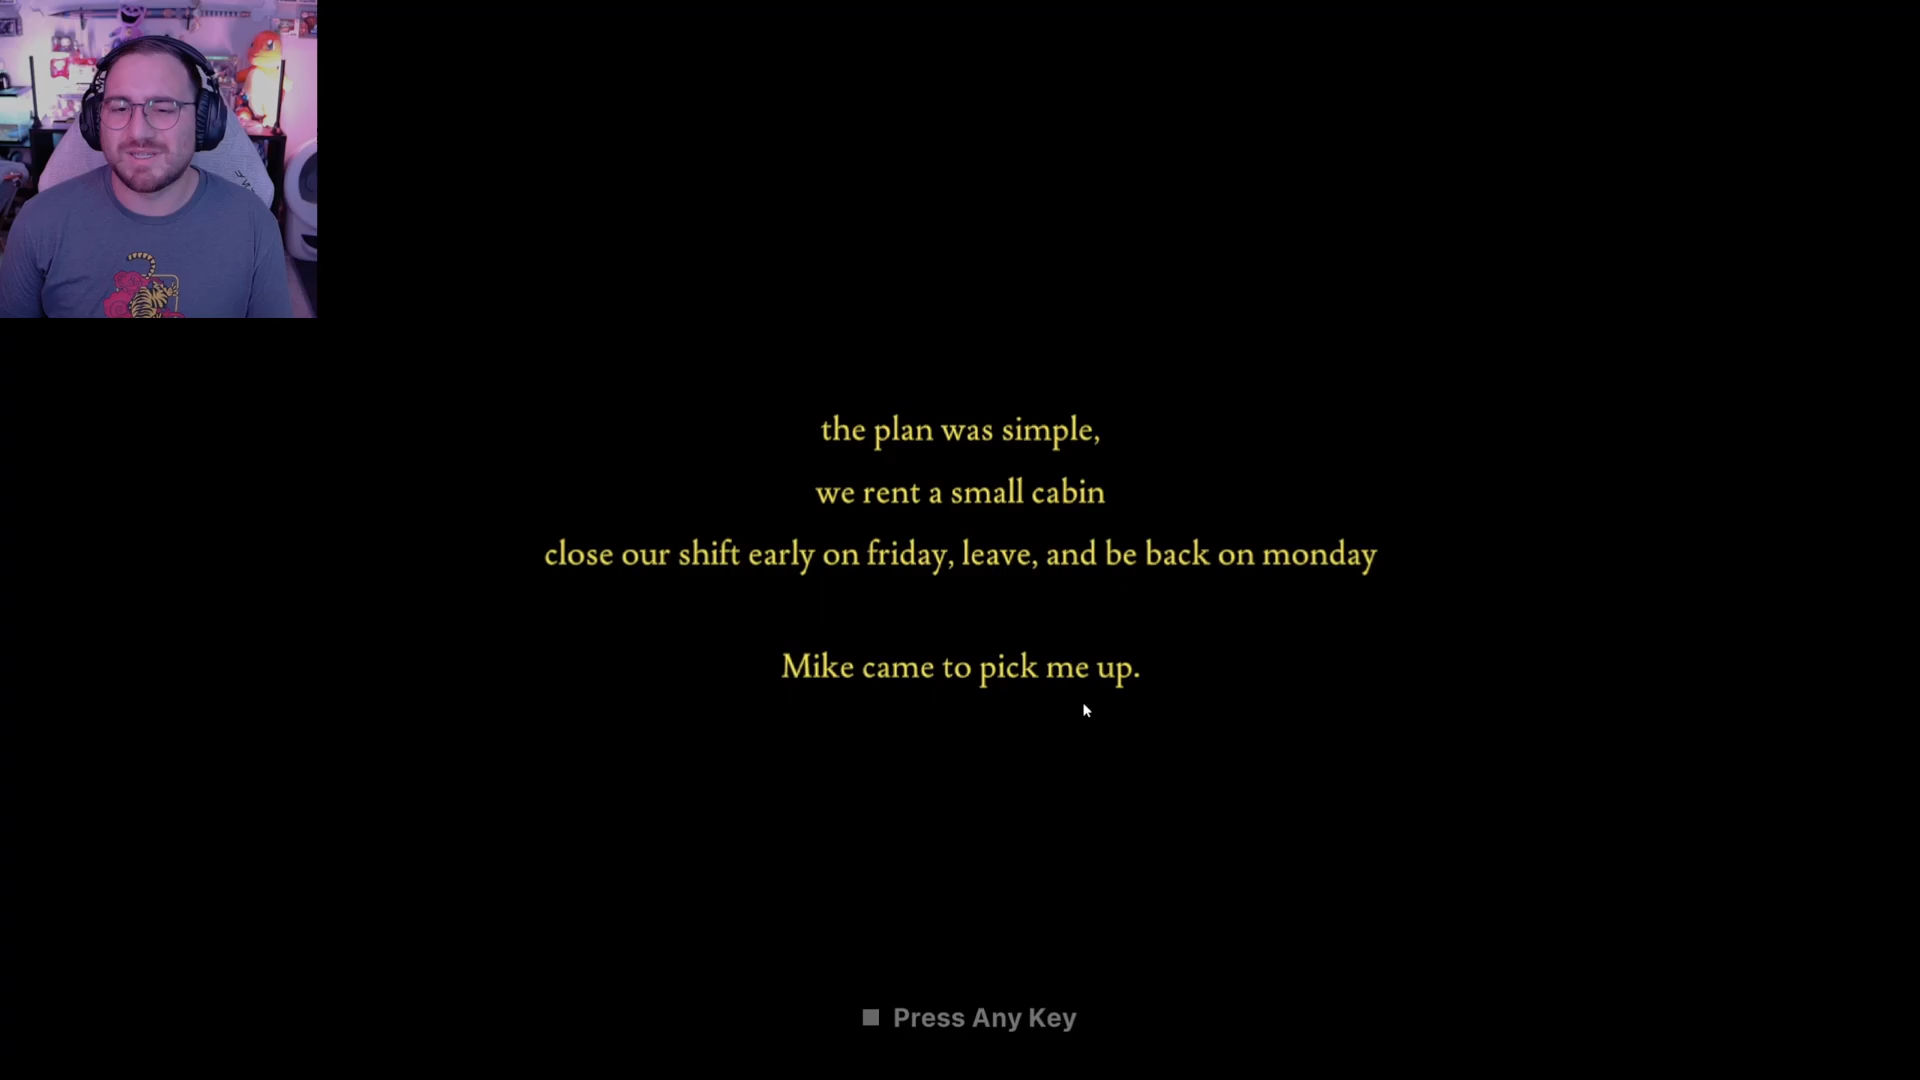 the plan was simple,
we rent a small cabin
close our shift early on friday, leave, and be back on monday
Mike came to pick me up.
Press Any Key